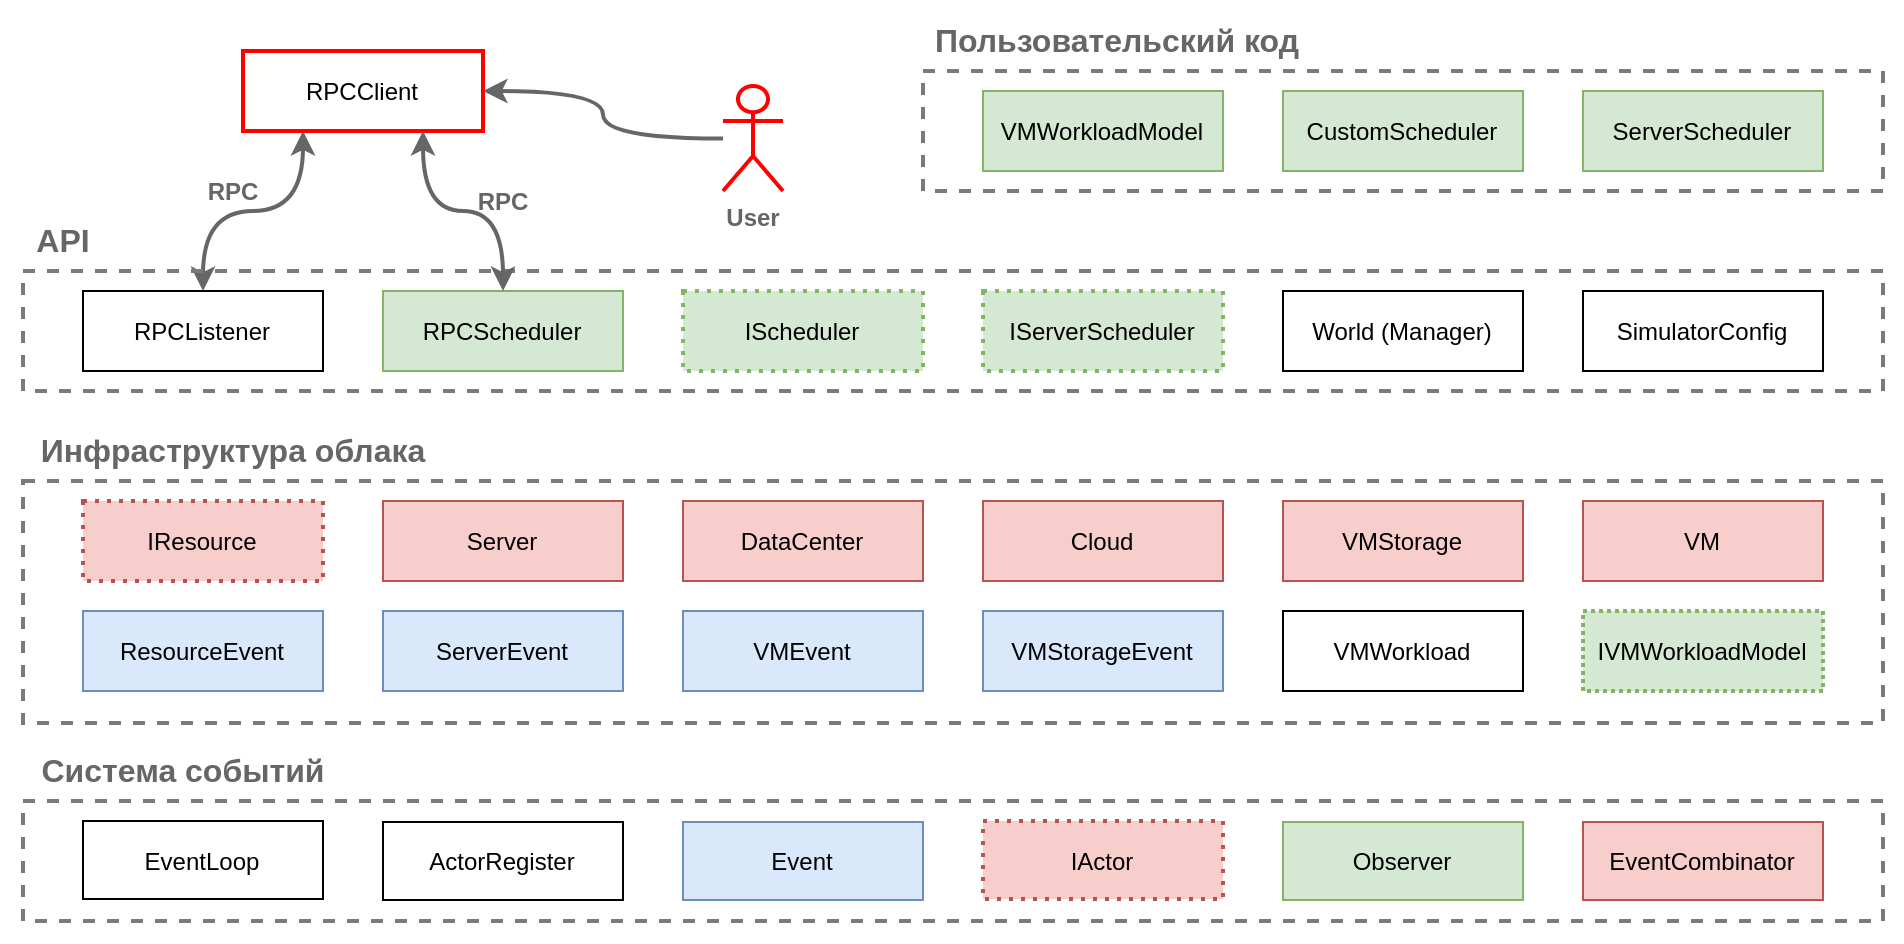 Пользовательский код
RPCClient
VMWorkloadModel
CustomScheduler
ServerScheduler
RPC
RPC
User
API
RPCListener
RPCScheduler
IScheduler
IServerScheduler
World (Manager)
SimulatorConfig
Инфраструктура облака
IResource
Server
DataCenter
Cloud
VMStorage
VM
ResourceEvent
ServerEvent
VMEvent
VMStorageEvent
VMWorkload
IVMWorkloadModel
Система событий
EventLoop
ActorRegister
Event
IActor
Observer
EventCombinator